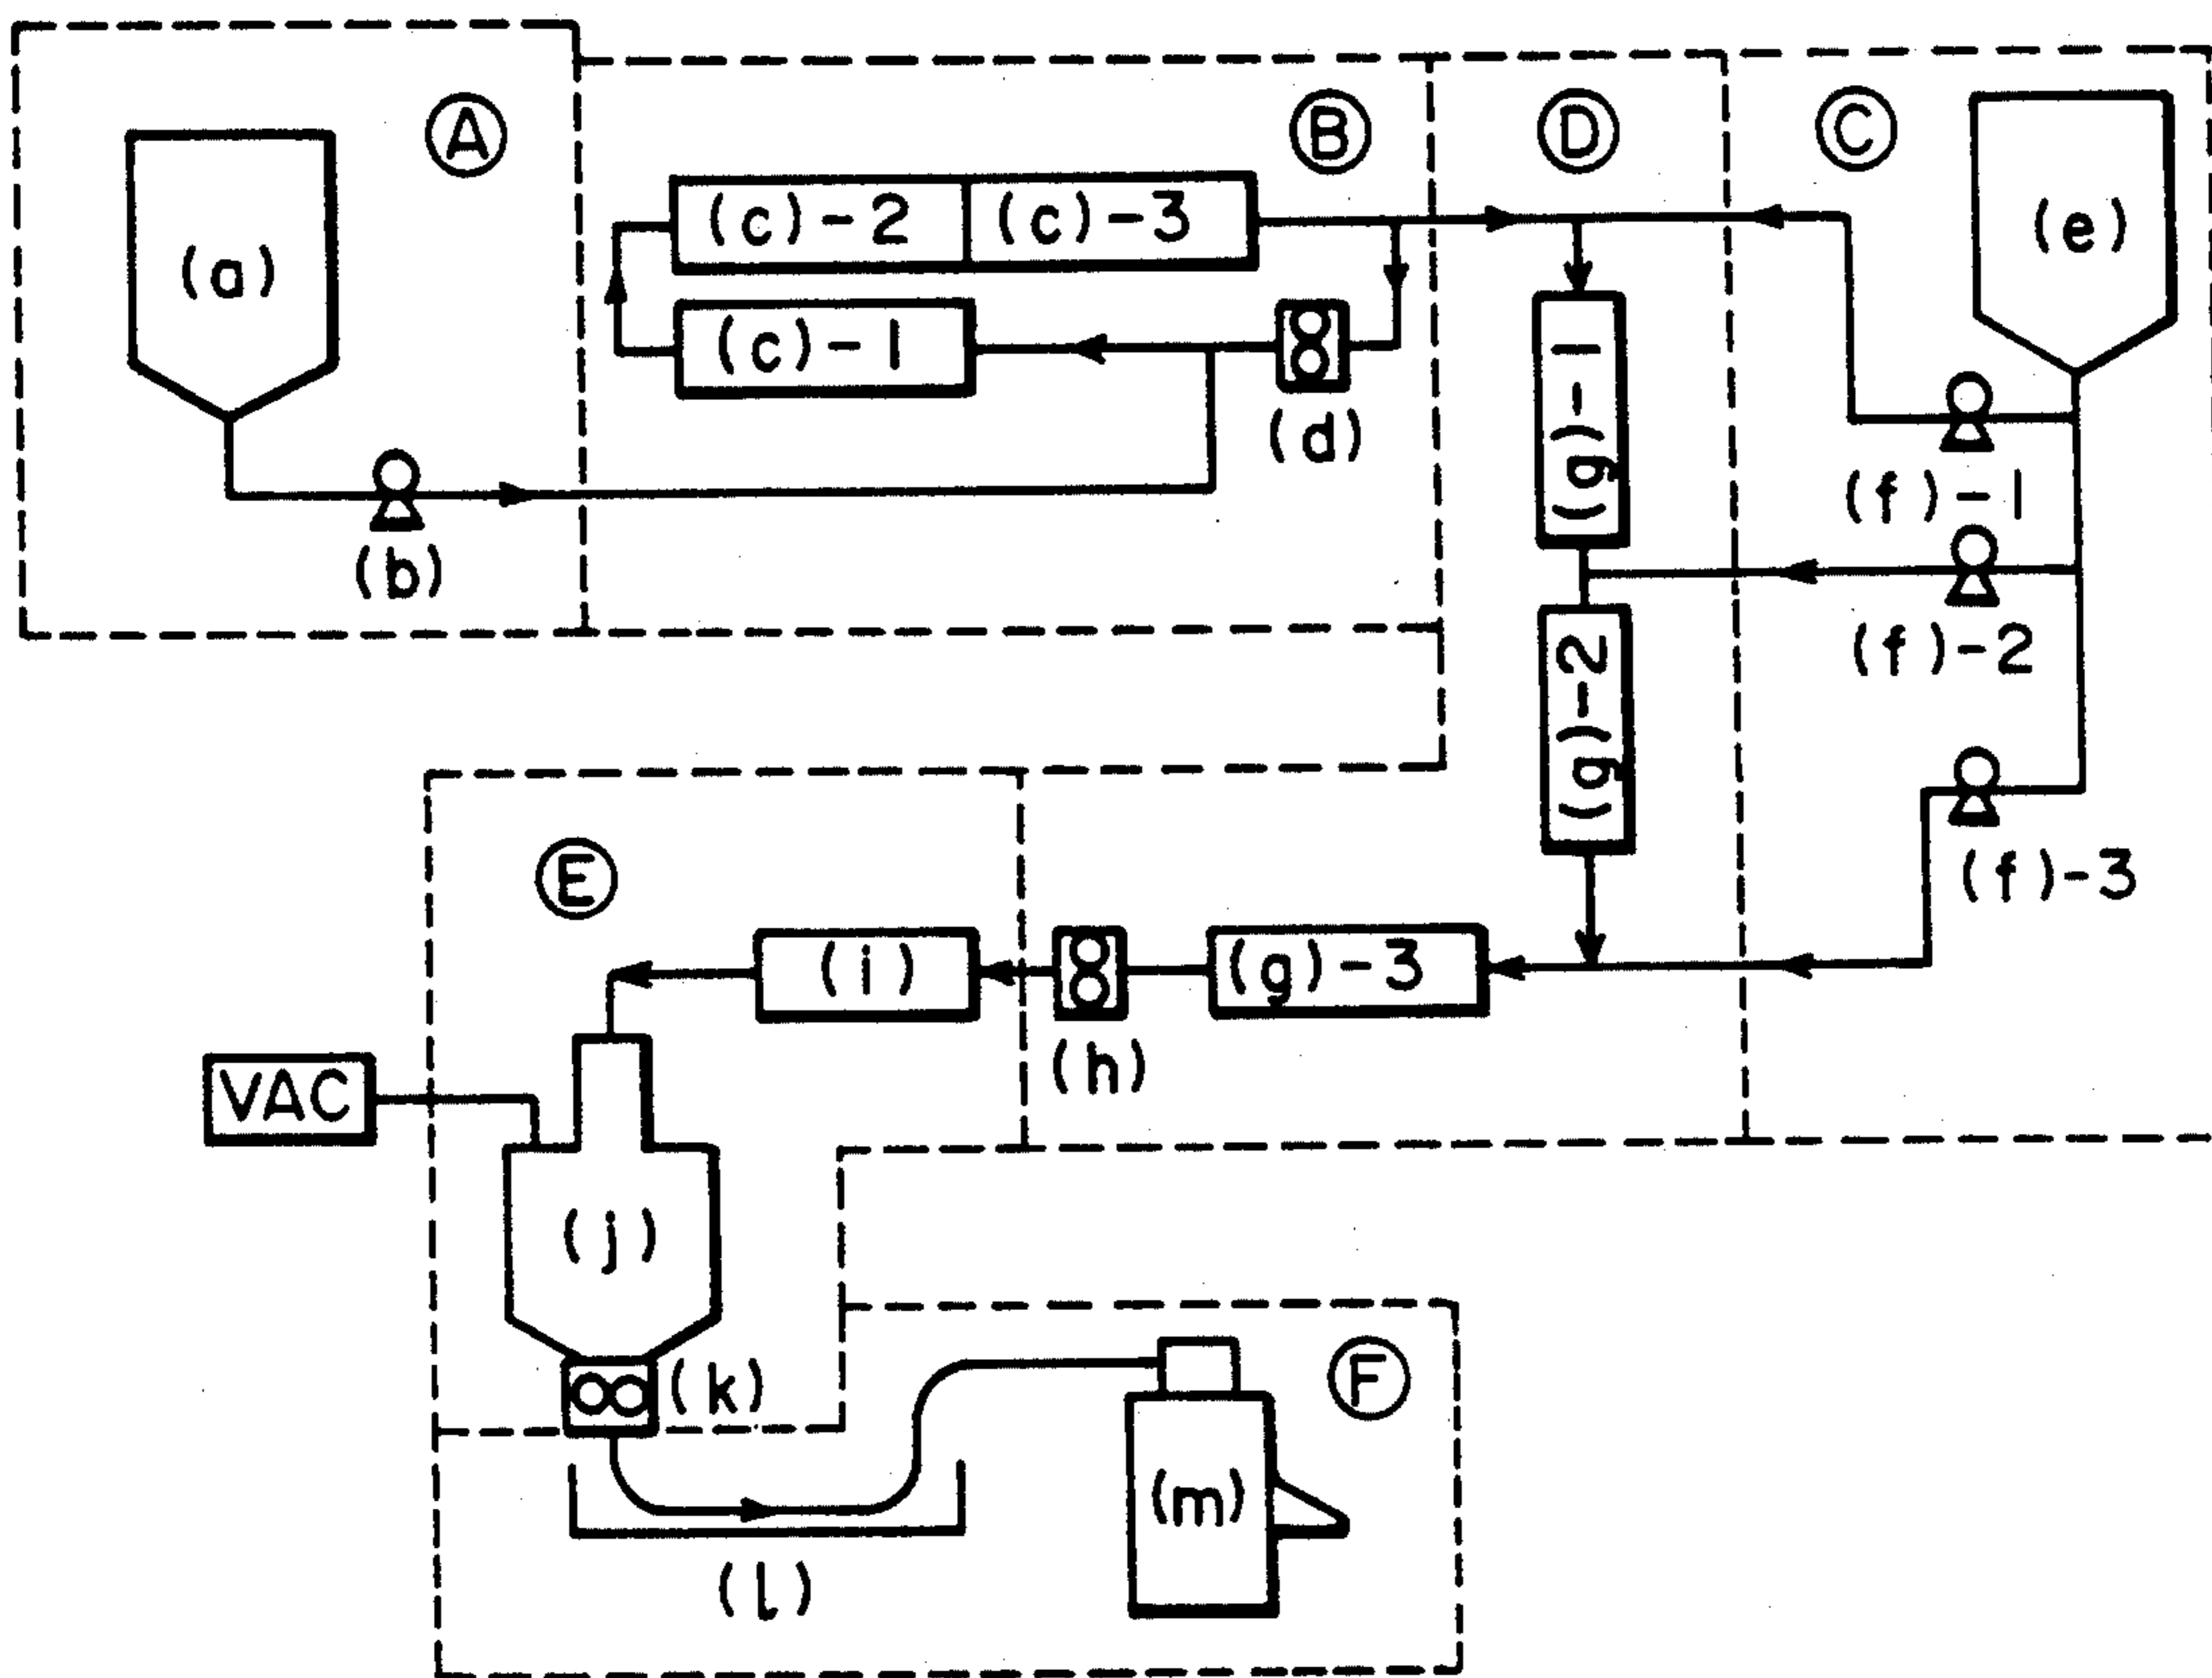 A
B
D
C
(a)
(c)-2
(c)-3
(e)
(c)-1
(d)
(g)-1
(b)
(f)-1
(f)-2
(g)-2
(f)-3
E
(i)
(g)-3
(h)
VAC
(j)
(k)
F
(m)
(l)